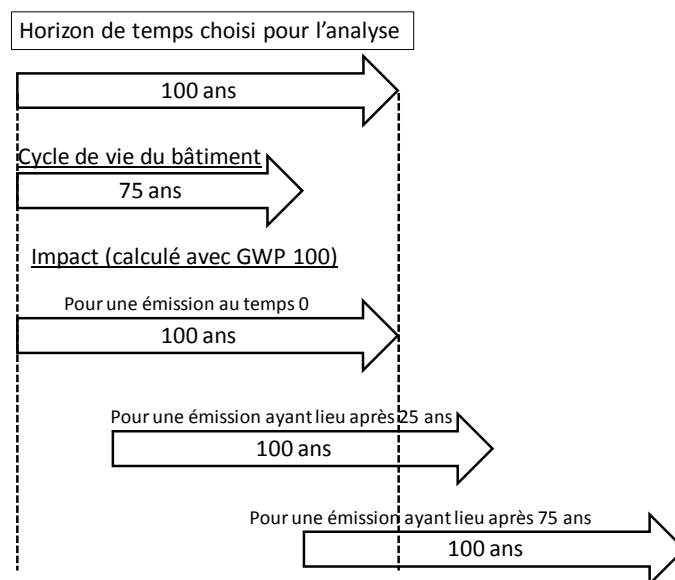 Horizon de temps choisi pour l’analyse
100 ans
Cycle de vie du bâtiment
75 ans
Impact (calculé avec GWP 100)
Pour une émission au temps 0
100 ans
Pour une émission ayant lieu après 25 ans
100 ans
Pour une émission ayant lieu après 75 ans
100 ans